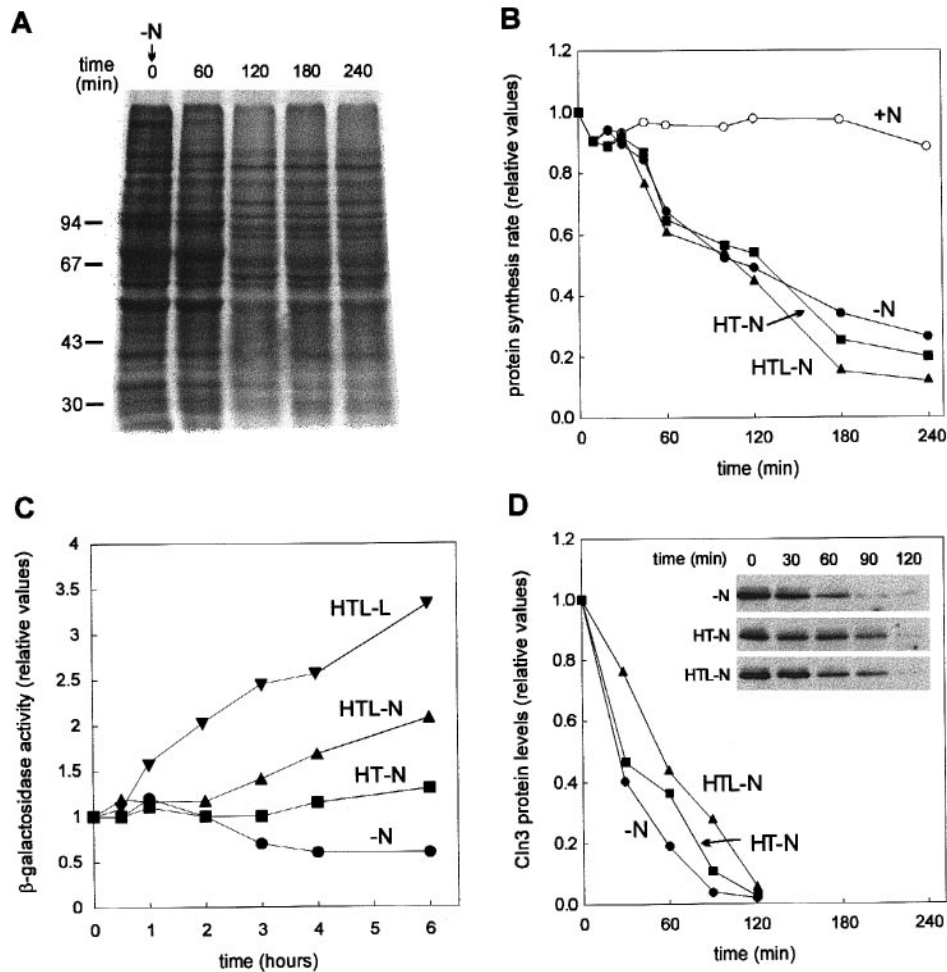 A
-N
time (min) 0 60 120 180 240
94
67
43
30
B
protein synthesis rate (relative values)
1.2
1.0
0.8
0.6
0.4
0.2
0.0
+N
-N
HT-N
HTL-N
0 60 120 180 240
time (min)
C
β-galactosidase activity (relative values)
4
3.5
3
2.5
2
1.5
1
0.5
0
HTL-L
HTL-N
HT-N
-N
0 1 2 3 4 5 6
time (hours)
D
Cln3 protein levels (relative values)
1.2
1.0
0.8
0.6
0.4
0.2
0.0
time (min) 0 30 60 90 120
-N
HT-N
HTL-N
HTL-N
-N
HT-N
0 60 120 180 240
time (min)